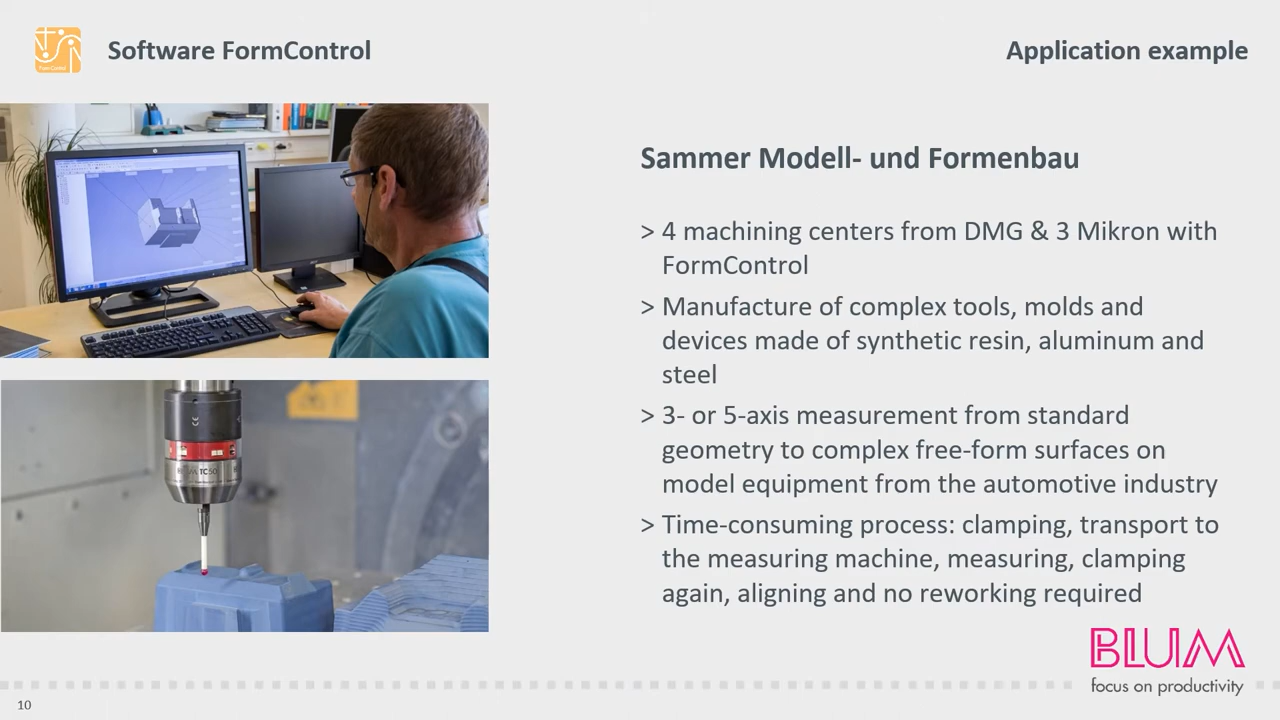 Software FormControl
Application example
Sammer Modell- und Formenbau
> 4 machining centers from DMG & 3 Mikron with
FormControl
> Manufacture of complex tools, molds and
devices made of synthetic resin, aluminum and
steel
> 3- or 5-axis measurement from standard
geometry to complex free-form surfaces on
model equipment from the automotive industry
> Time-consuming process: clamping, transport to
the measuring machine, measuring, clamping
again, aligning and no reworking required
TC50
BLUM
focus on productivity
10